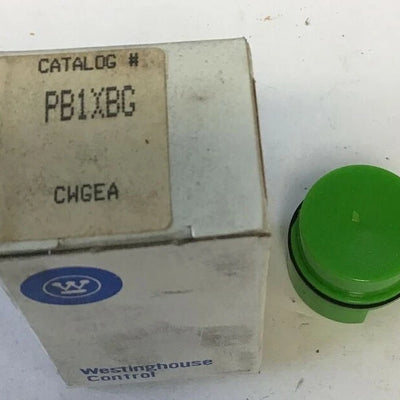 CATALOG #
PB1XBG
CWGEA
W
Westinghouse
Control